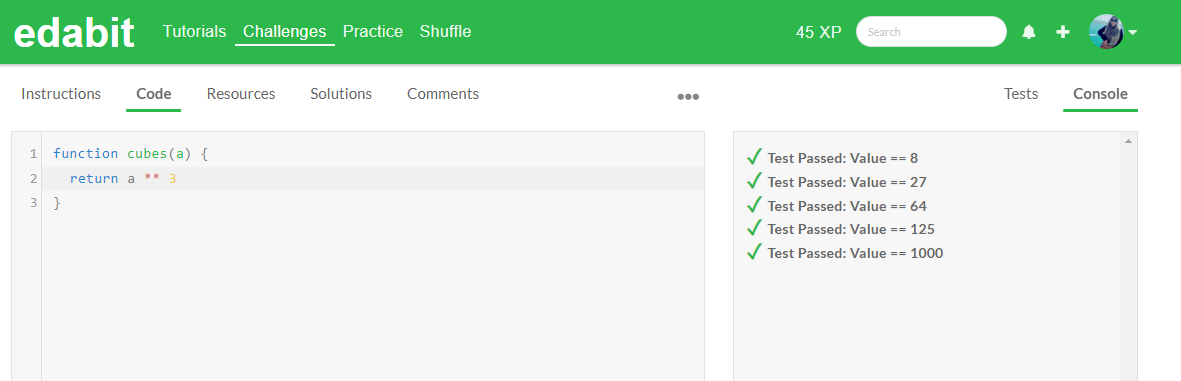 edabit Tutorials Challenges Practice Shuffle 45 XP Search
Instructions Code Resources Solutions Comments ••• Tests Console
1 function cubes(a) {
2 return a ** 3
3 }
Test Passed: Value == 8
Test Passed: Value == 27
Test Passed: Value == 64
Test Passed: Value == 125
Test Passed: Value == 1000